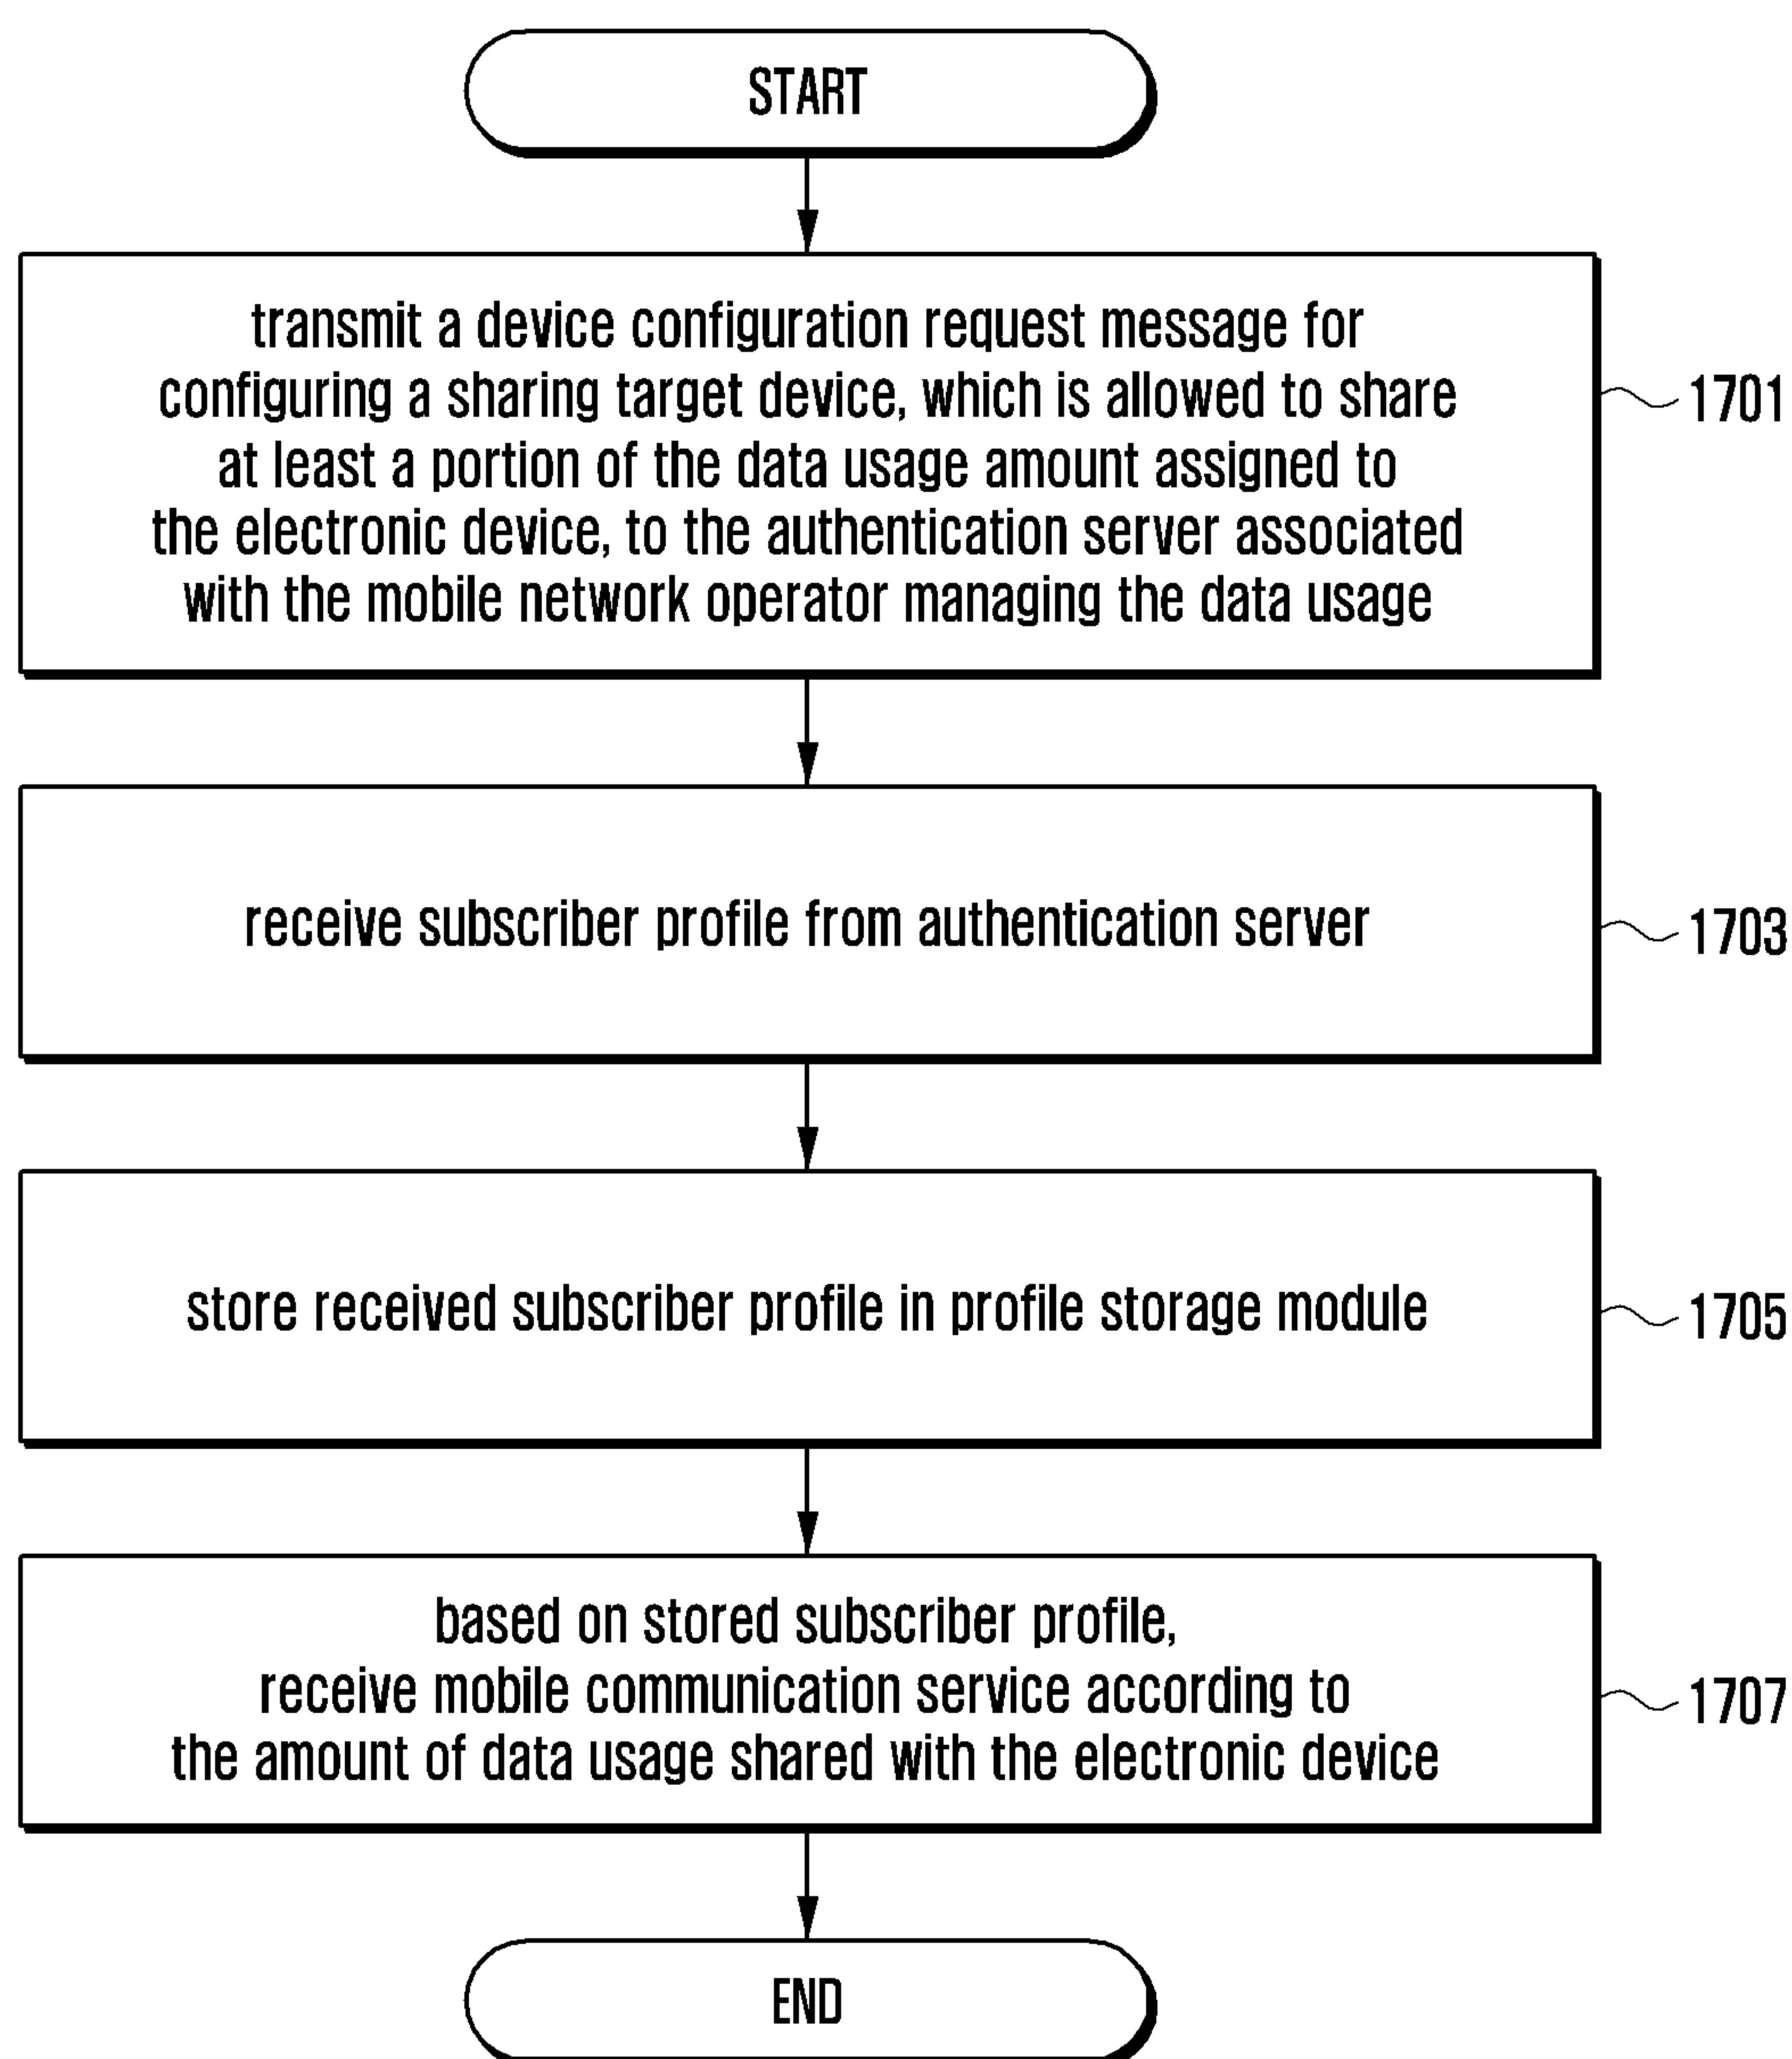 START
transmit a device configuration request message for
configuring a sharing target device, which is allowed to share
at least a portion of the data usage amount assigned to
the electronic device, to the authentication server associated
with the mobile network operator managing the data usage
1701
receive subscriber profile from authentication server
1703
store received subscriber profile in profile storage module
1705
based on stored subscriber profile,
receive mobile communication service according to
the amount of data usage shared with the electronic device
1707
END